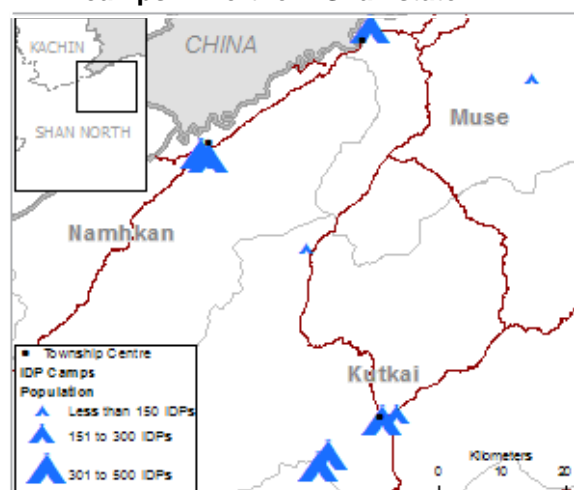 KACHIN
CHINA
SHAN NORTH
Muse
Namhkan
Kutkai
Township Centre
IDP Camps
Population
Less than 150 IDPs
151 to 300 IDPs
301 to 500 IDPs
Kilometers
0 10 20